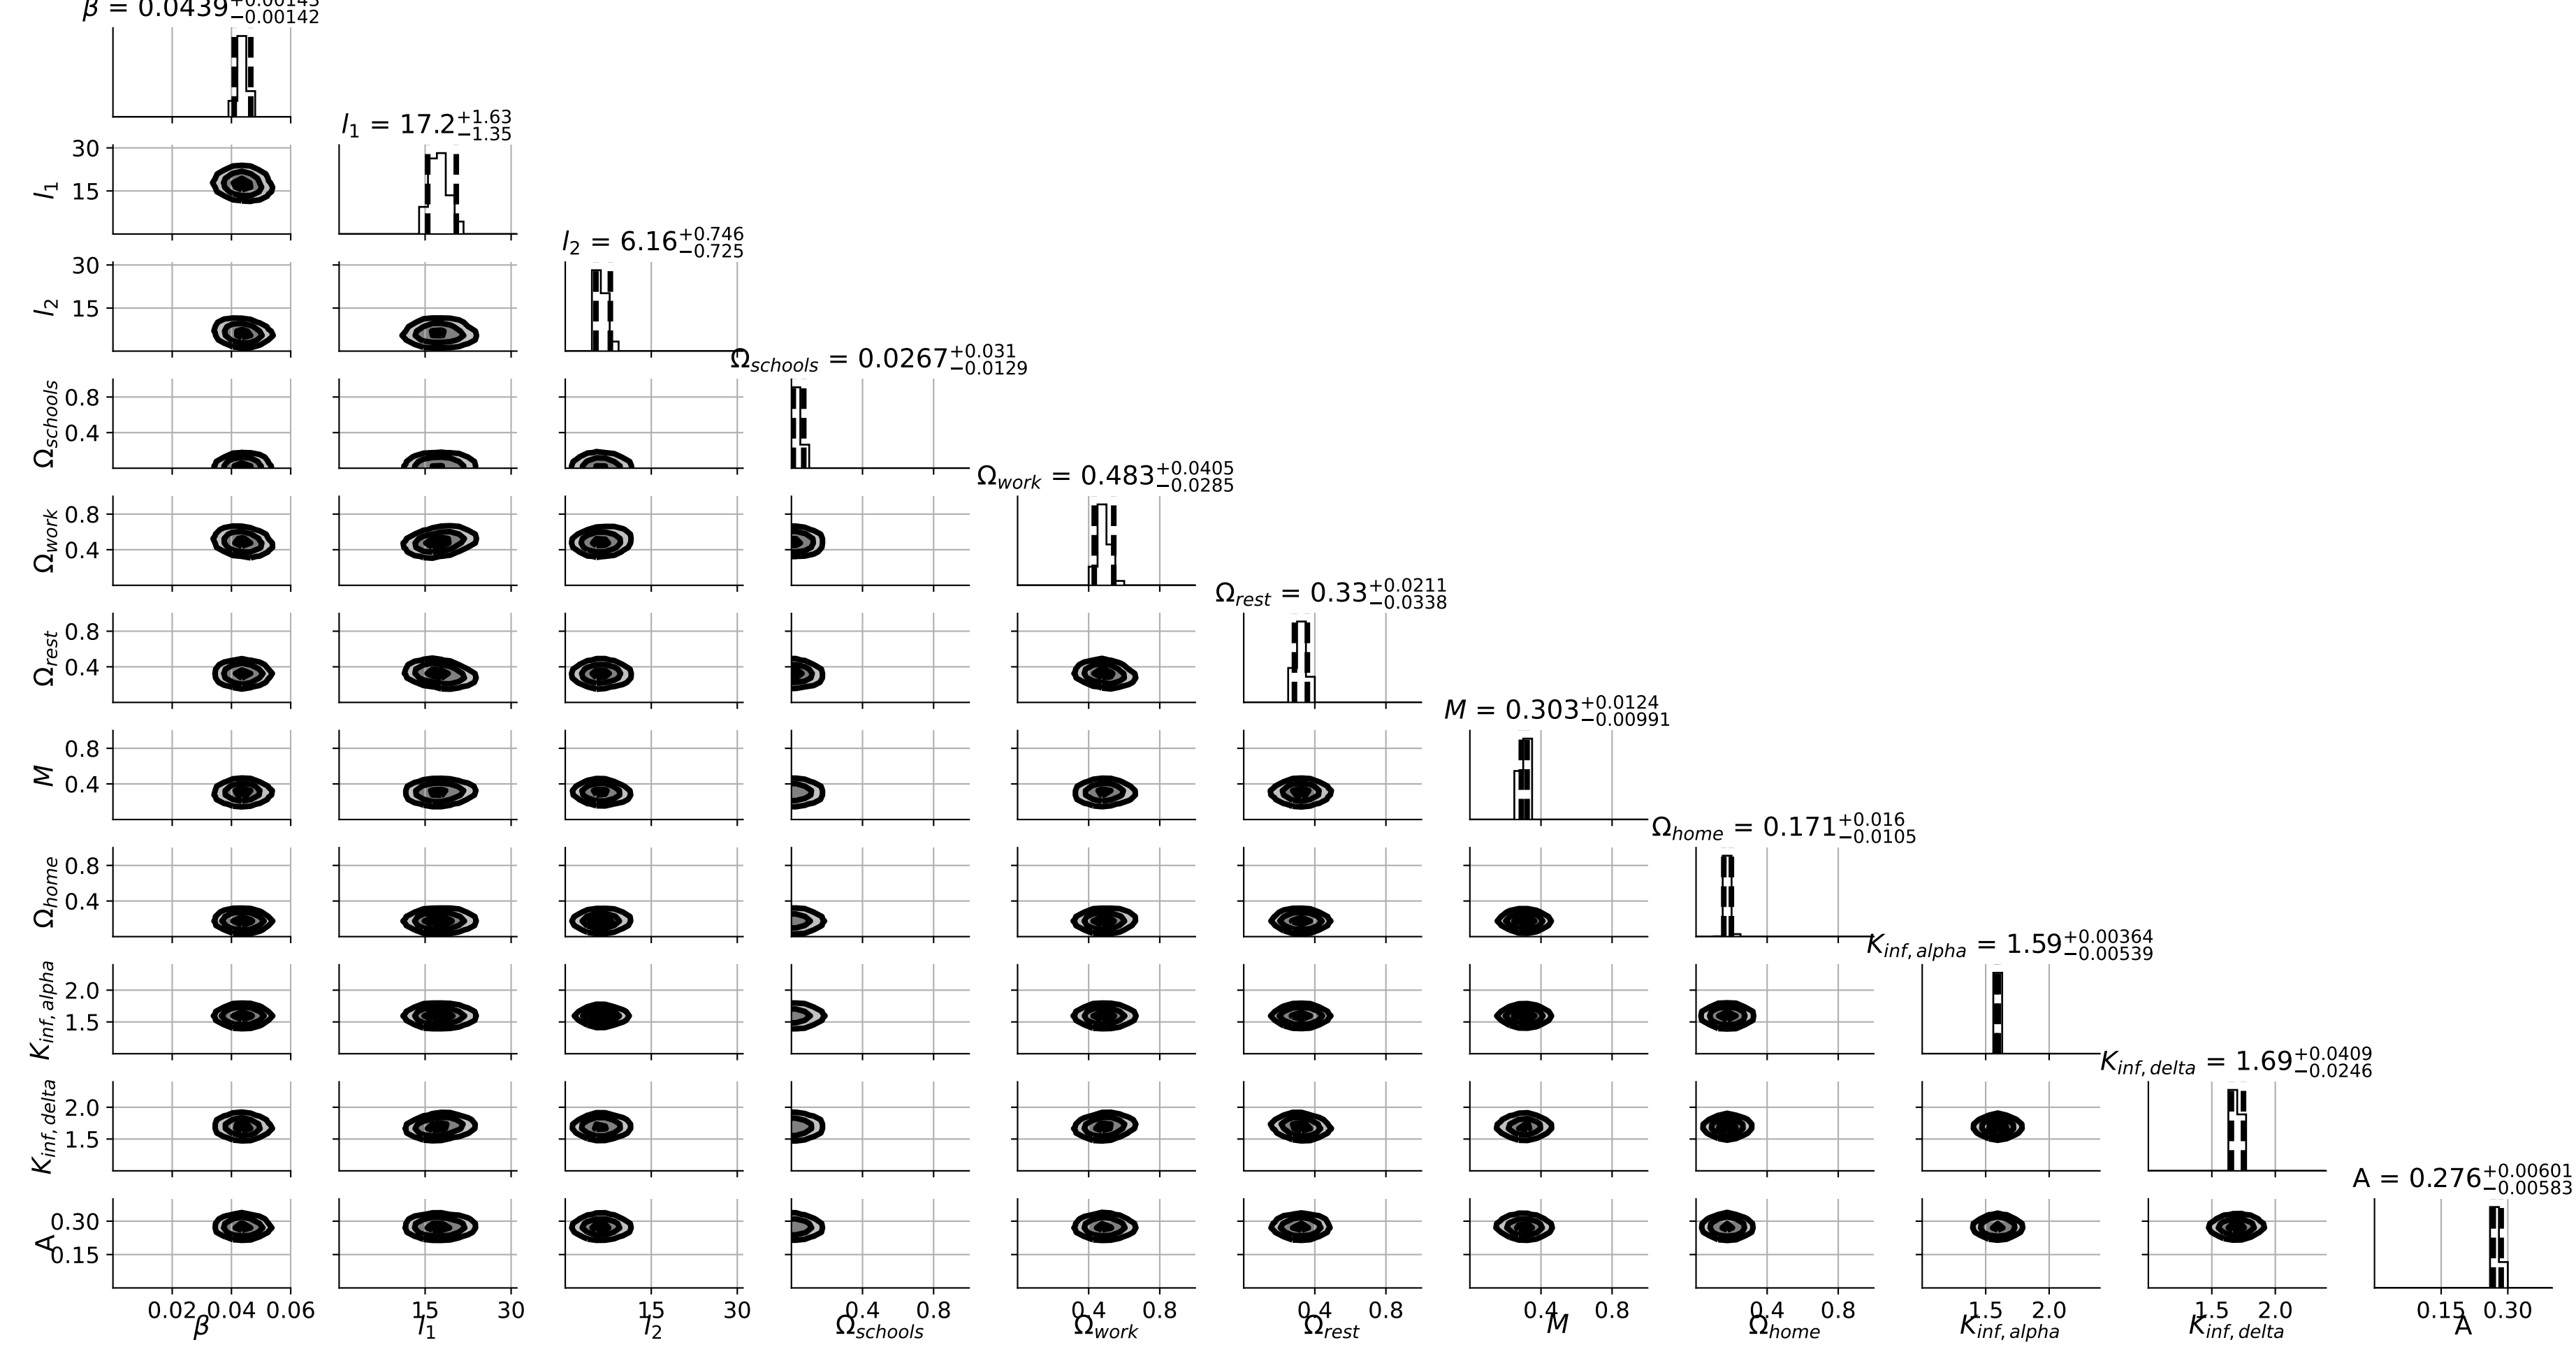 β = 0.0439 +0.00143 −0.00142
l1 = 17.2 +1.63 −1.35
30
15
l1
l2 = 6.16 +0.746 −0.725
30
15
l2
Ωschools = 0.0267 +0.031 −0.0129
0.8
0.4
Ωschools
Ωwork = 0.483 +0.0405 −0.0285
0.8
0.4
Ωwork
Ωrest = 0.33 +0.0211 −0.0338
0.8
0.4
Ωrest
M = 0.303 +0.0124 −0.00991
0.8
0.4
M
Ωhome = 0.171 +0.016 −0.0105
0.8
0.4
Ωhome
Kinf, alpha = 1.59 +0.00364 −0.00539
2.0
1.5
Kinf, alpha
Kinf, delta = 1.69 +0.0409 −0.0246
2.0
1.5
Kinf, delta
A = 0.276 +0.00601 −0.00583
0.30
0.15
A
0.02 0.04 0.06 15 30 15 30 0.4 0.8 0.4 0.8 0.4 0.8 0.4 0.8 0.4 0.8 1.5 2.0 1.5 2.0 0.15 0.30
β l1 l2 Ωschools Ωwork Ωrest M Ωhome Kinf, alpha Kinf, delta A